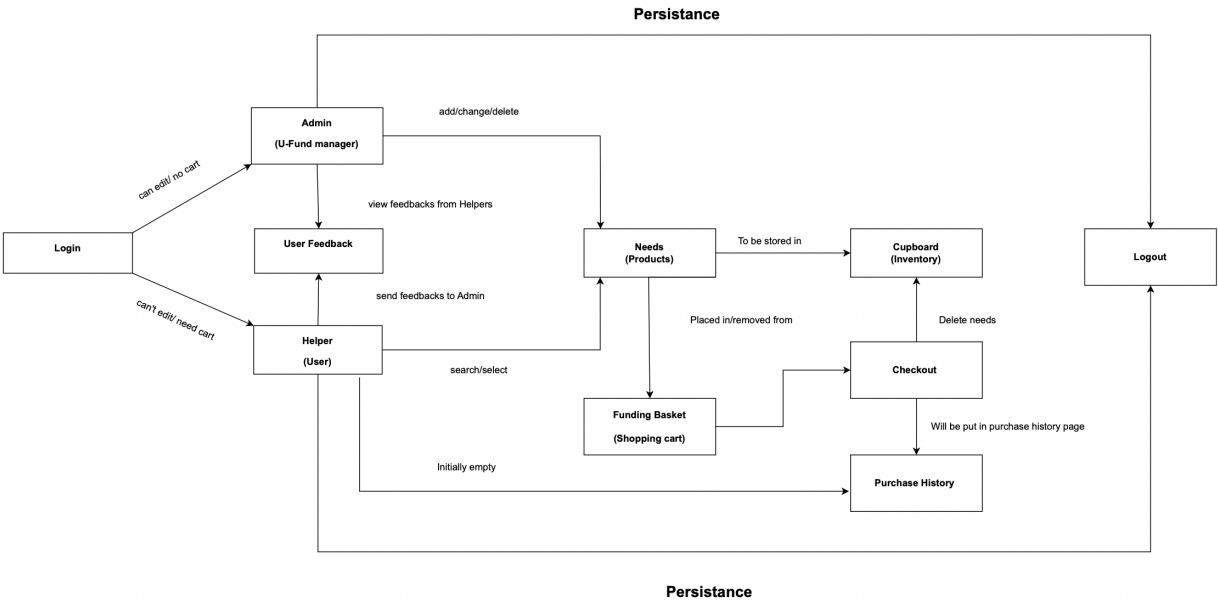 Persistance
Admin
(U-Fund manager)
add/change/delete
can edit/ no cart
view feedbacks from Helpers
Login
User Feedback
Needs
(Products)
To be stored in
Cupboard
(Inventory)
Logout
send feedbacks to Admin
can't edit/ need cart
Helper
(User)
Placed in/removed from
Delete needs
search/select
Checkout
Funding Basket
(Shopping cart)
Will be put in purchase history page
Initially empty
Purchase History
Persistance